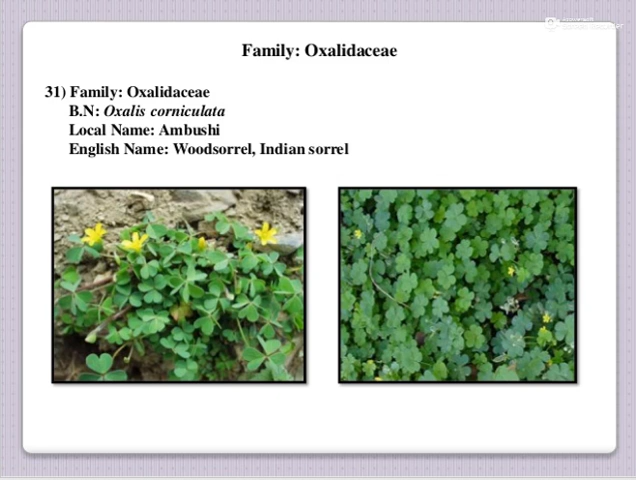 Family: Oxalidaceae
31) Family: Oxalidaceae
B.N: Oxalis corniculata
Local Name: Ambushi
English Name: Woodsorrel, Indian sorrel